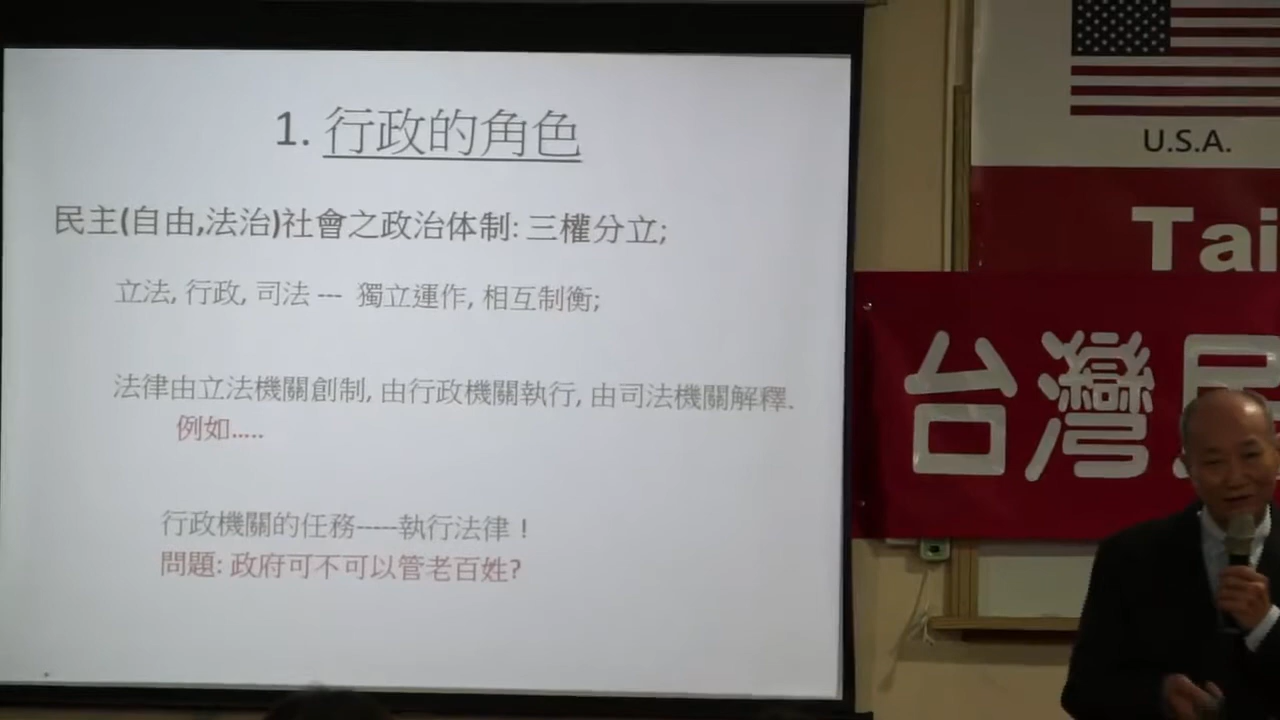 1. 行政的角色
民主(自由,法治)社會之政治体制: 三權分立;
立法, 行政, 司法 --- 獨立運作, 相互制衡;
法律由立法機關創制, 由行政機關執行, 由司法機關解釋.
例如.....
行政機關的任務-----執行法律！
問題: 政府可不可以管老百姓?
U.S.A.
Tai
台灣